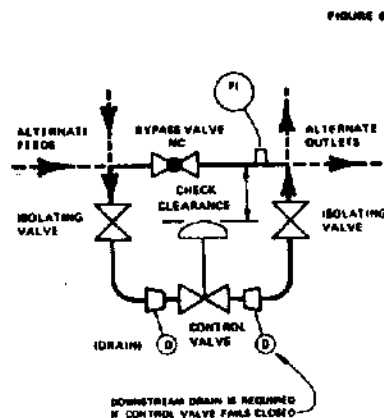 FIGURE 6
PI
ALTERNATE
FEEDS
BYPASS VALVE
NC
ALTERNATE
OUTLETS
CHECK
CLEARANCE
ISOLATING
VALVE
ISOLATING
VALVE
(DRAIN)
D
CONTROL
VALVE
D
DOWNSTREAM DRAIN IS REQUIRED
IF CONTROL VALVE FAILS CLOSED